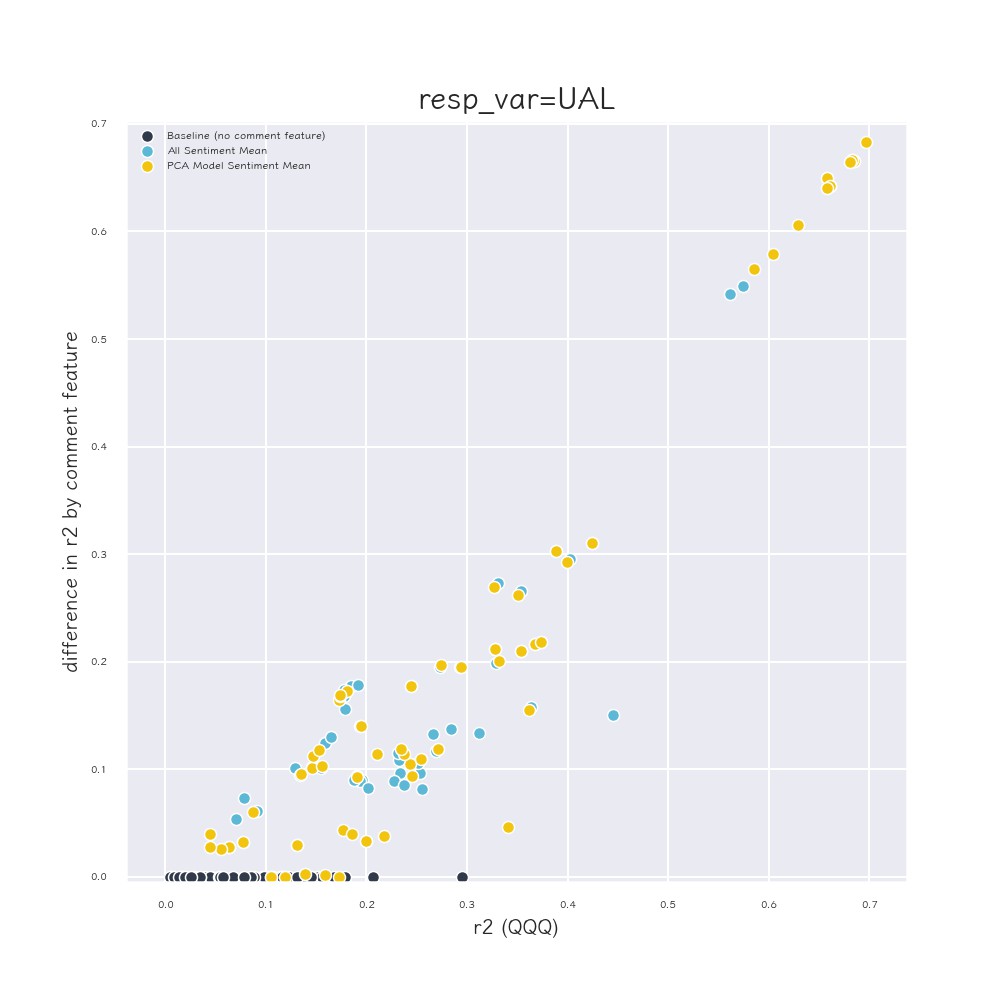 resp_var=UAL
Baseline (no comment feature)
All Sentiment Mean
PCA Model Sentiment Mean
difference in r2 by comment feature
0.7
0.6
0.5
0.4
0.3
0.2
0.1
0.0
0.0 0.1 0.2 0.3 0.4 0.5 0.6 0.7
r2 (QQQ)